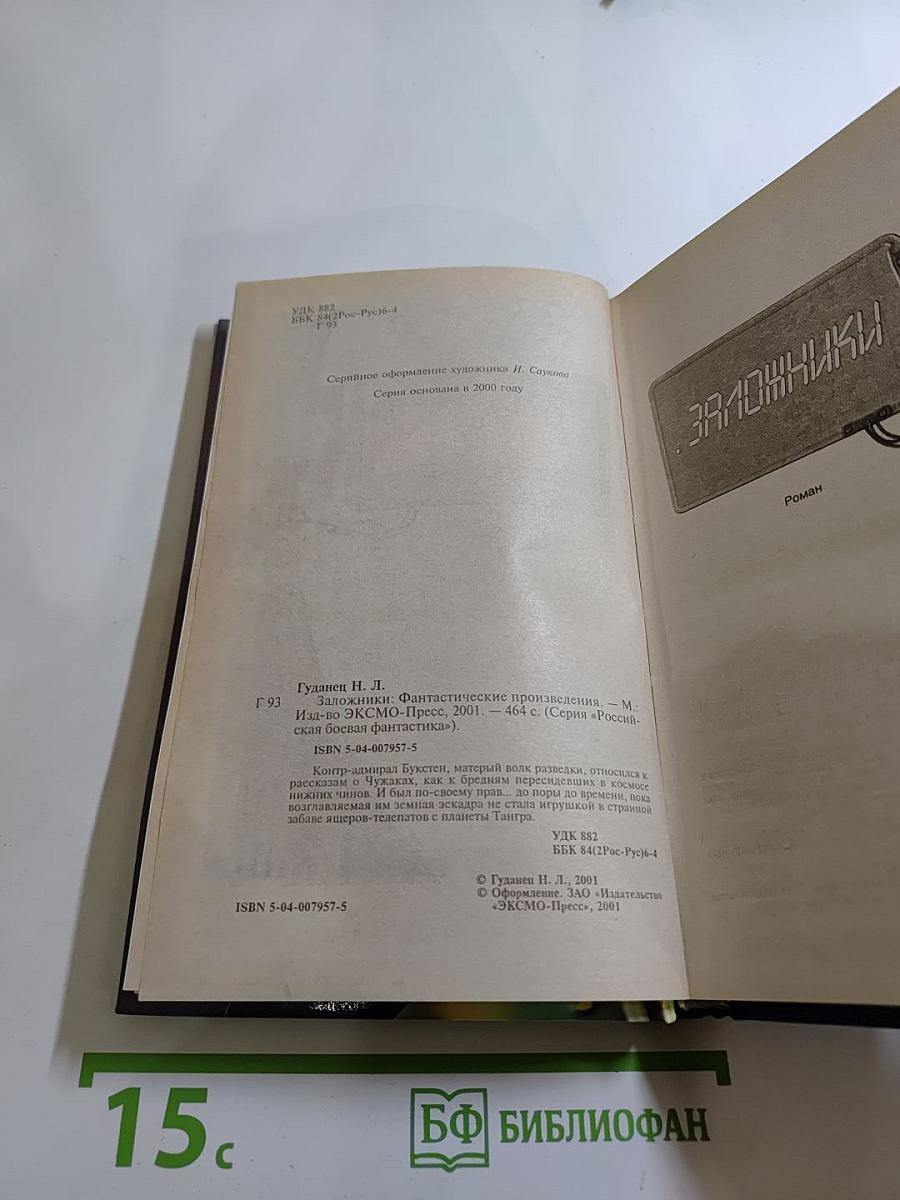 УДК 882
ББК 84(2Рос-Рус)6-4
Г 93
Серийное оформление художника И. Саукова
Серия основана в 2000 году
Гуданец Н. Л.
Г 93 Заложники: Фантастические произведения. — М.:
Изд-во ЭКСМО-Пресс, 2001. — 464 с. (Серия «Россий-
ская боевая фантастика»).
ISBN 5-04-007957-5
Контр-адмирал Букстен, матерый волк разведки, относился к
рассказам о Чужаках, как к бредням пересидевших в космосе
нижних чинов. И был по-своему прав... до поры до времени, пока
возглавляемая им земная эскадра не стала игрушкой в странной
забаве ящеров-телепатов с планеты Тангра.
УДК 882
ББК 84(2Рос-Рус)6-4
© Гуданец Н. Л., 2001
© Оформление. ЗАО «Издательство
«ЭКСМО-Пресс», 2001
ISBN 5-04-007957-5
ЗАЛОЖНИКИ
Роман
15 с
БФ БИБЛИОФАН